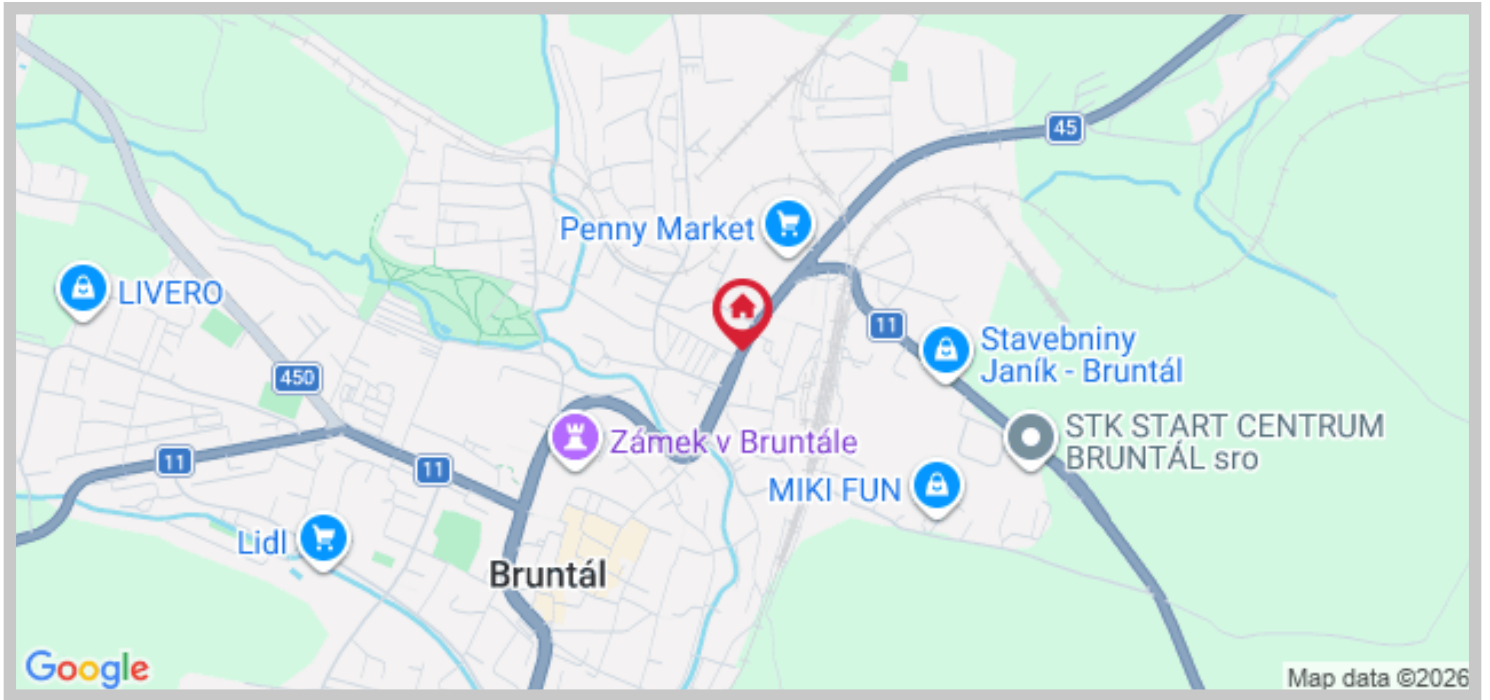 45
Penny Market
LIVERO
11
Stavebniny
Janík - Bruntál
450
STK START CENTRUM
BRUNTÁL sro
Zámek v Bruntále
11
11
MIKI FUN
Lidl
Bruntál
Google
Map data ©2026